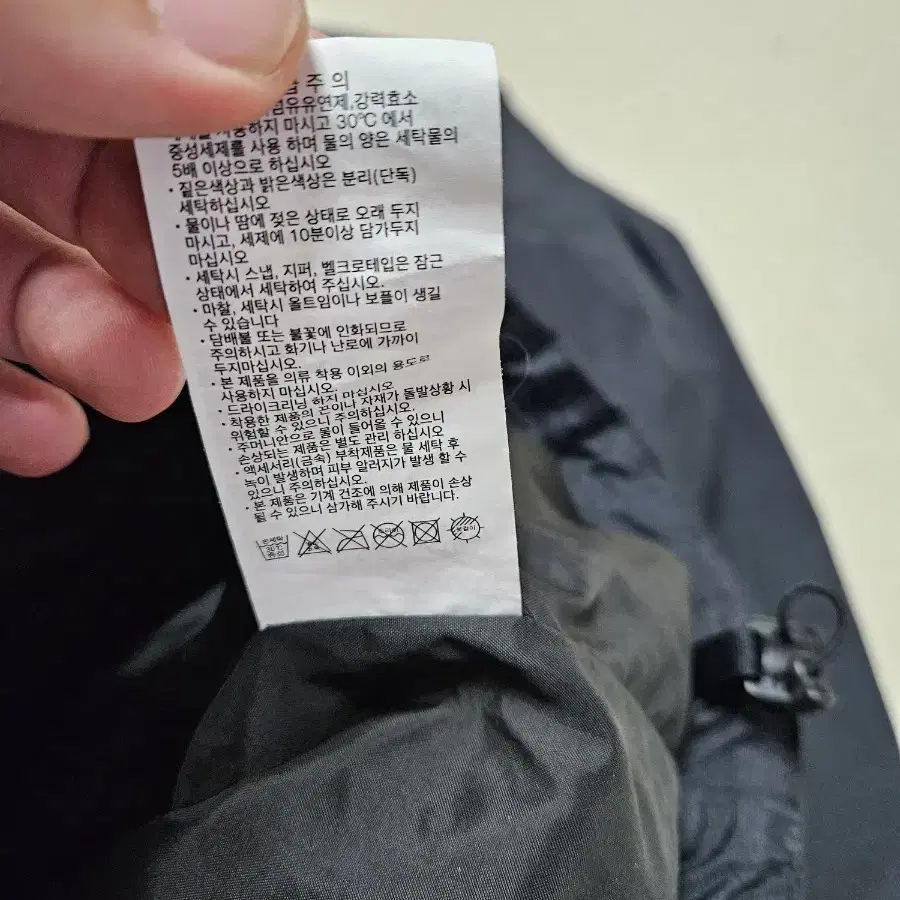 주 의
섬유유연제,강력효소
사용하지 마시고 30℃ 에서
중성세제를 사용 하며 물의 양은 세탁물의
5배 이상으로 하십시오
· 짙은색상과 밝은색상은 분리(단독)
세탁하십시오
· 물이나 땀에 젖은 상태로 오래 두지
마시고, 세제에 10분이상 담가두지
마십시오
· 세탁시 스냅, 지퍼, 벨크로테입은 잠근
상태에서 세탁하여 주십시오.
· 마찰, 세탁시 올트임이나 보풀이 생길
수 있습니다
· 담배불 또는 불꽃에 인화되므로
주의하시고 화기나 난로에 가까이
두지마십시오.
· 본 제품을 의류 착용 이외의 용도로
사용하지 마십시오.
· 드라이크리닝 하지 마십시오
· 착용한 제품의 끈이나 자재가 돌발상황 시
위험할 수 있으니 주의하십시오.
· 주머니안으로 물이 들어올 수 있으니
손상되는 제품은 별도 관리 하십시오
· 액세서리(금속) 부착제품은 물 세탁 후
녹이 발생하며 피부 알러지가 발생 할 수
있으니 주의하십시오.
· 본 제품은 기계 건조에 의해 제품이 손상
될 수 있으니 삼가해 주시기 바랍니다.
손세탁
30℃
중성
염소
드라이